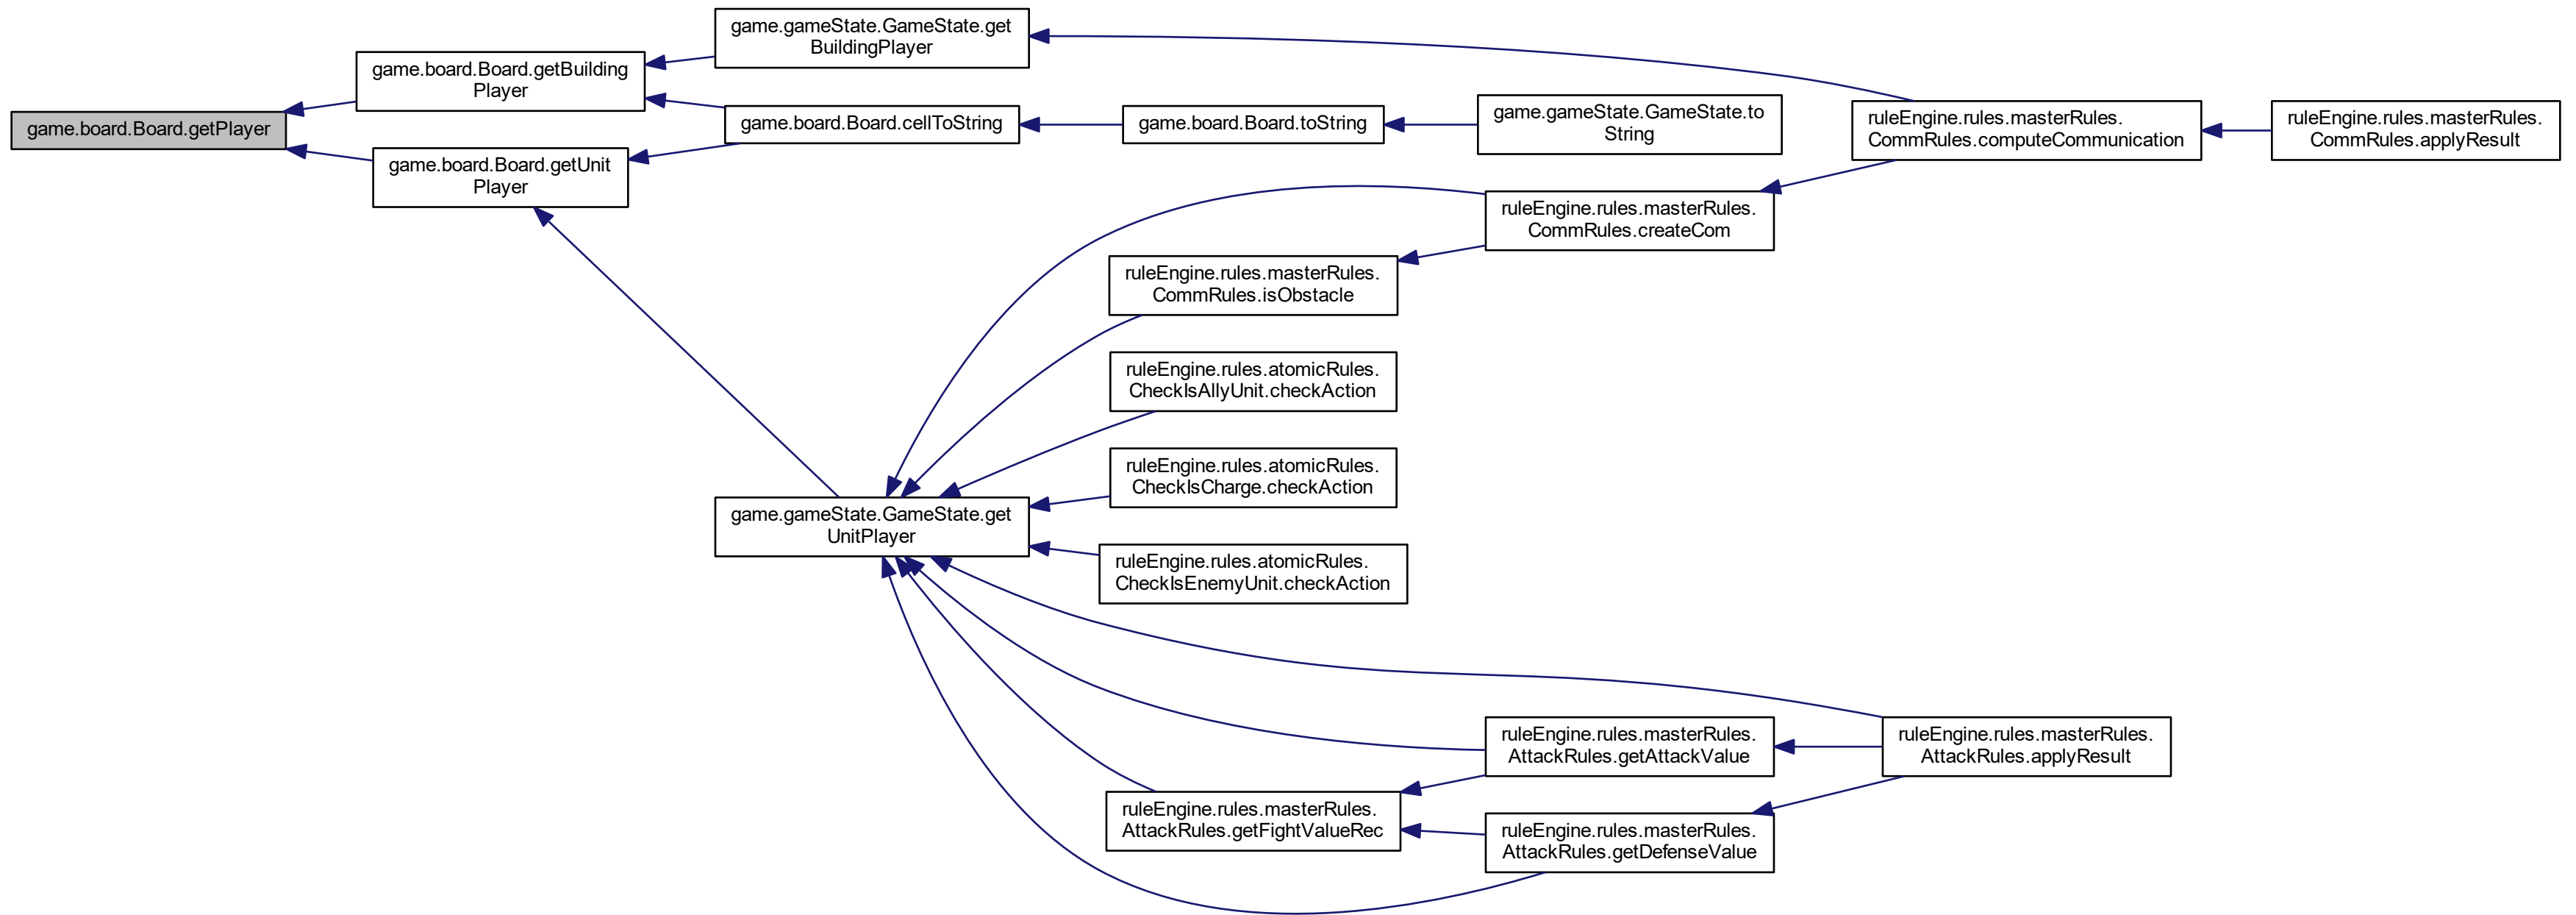 game.board.Board.getPlayer
game.board.Board.getBuilding
Player
game.board.Board.getUnit
Player
game.gameState.GameState.get
BuildingPlayer
game.board.Board.cellToString
game.board.Board.toString
game.gameState.GameState.to
String
ruleEngine.rules.masterRules.
CommRules.computeCommunication
ruleEngine.rules.masterRules.
CommRules.applyResult
ruleEngine.rules.masterRules.
CommRules.createCom
ruleEngine.rules.masterRules.
CommRules.isObstacle
ruleEngine.rules.atomicRules.
CheckIsAllyUnit.checkAction
ruleEngine.rules.atomicRules.
CheckIsCharge.checkAction
game.gameState.GameState.get
UnitPlayer
ruleEngine.rules.atomicRules.
CheckIsEnemyUnit.checkAction
ruleEngine.rules.masterRules.
AttackRules.getAttackValue
ruleEngine.rules.masterRules.
AttackRules.applyResult
ruleEngine.rules.masterRules.
AttackRules.getFightValueRec
ruleEngine.rules.masterRules.
AttackRules.getDefenseValue